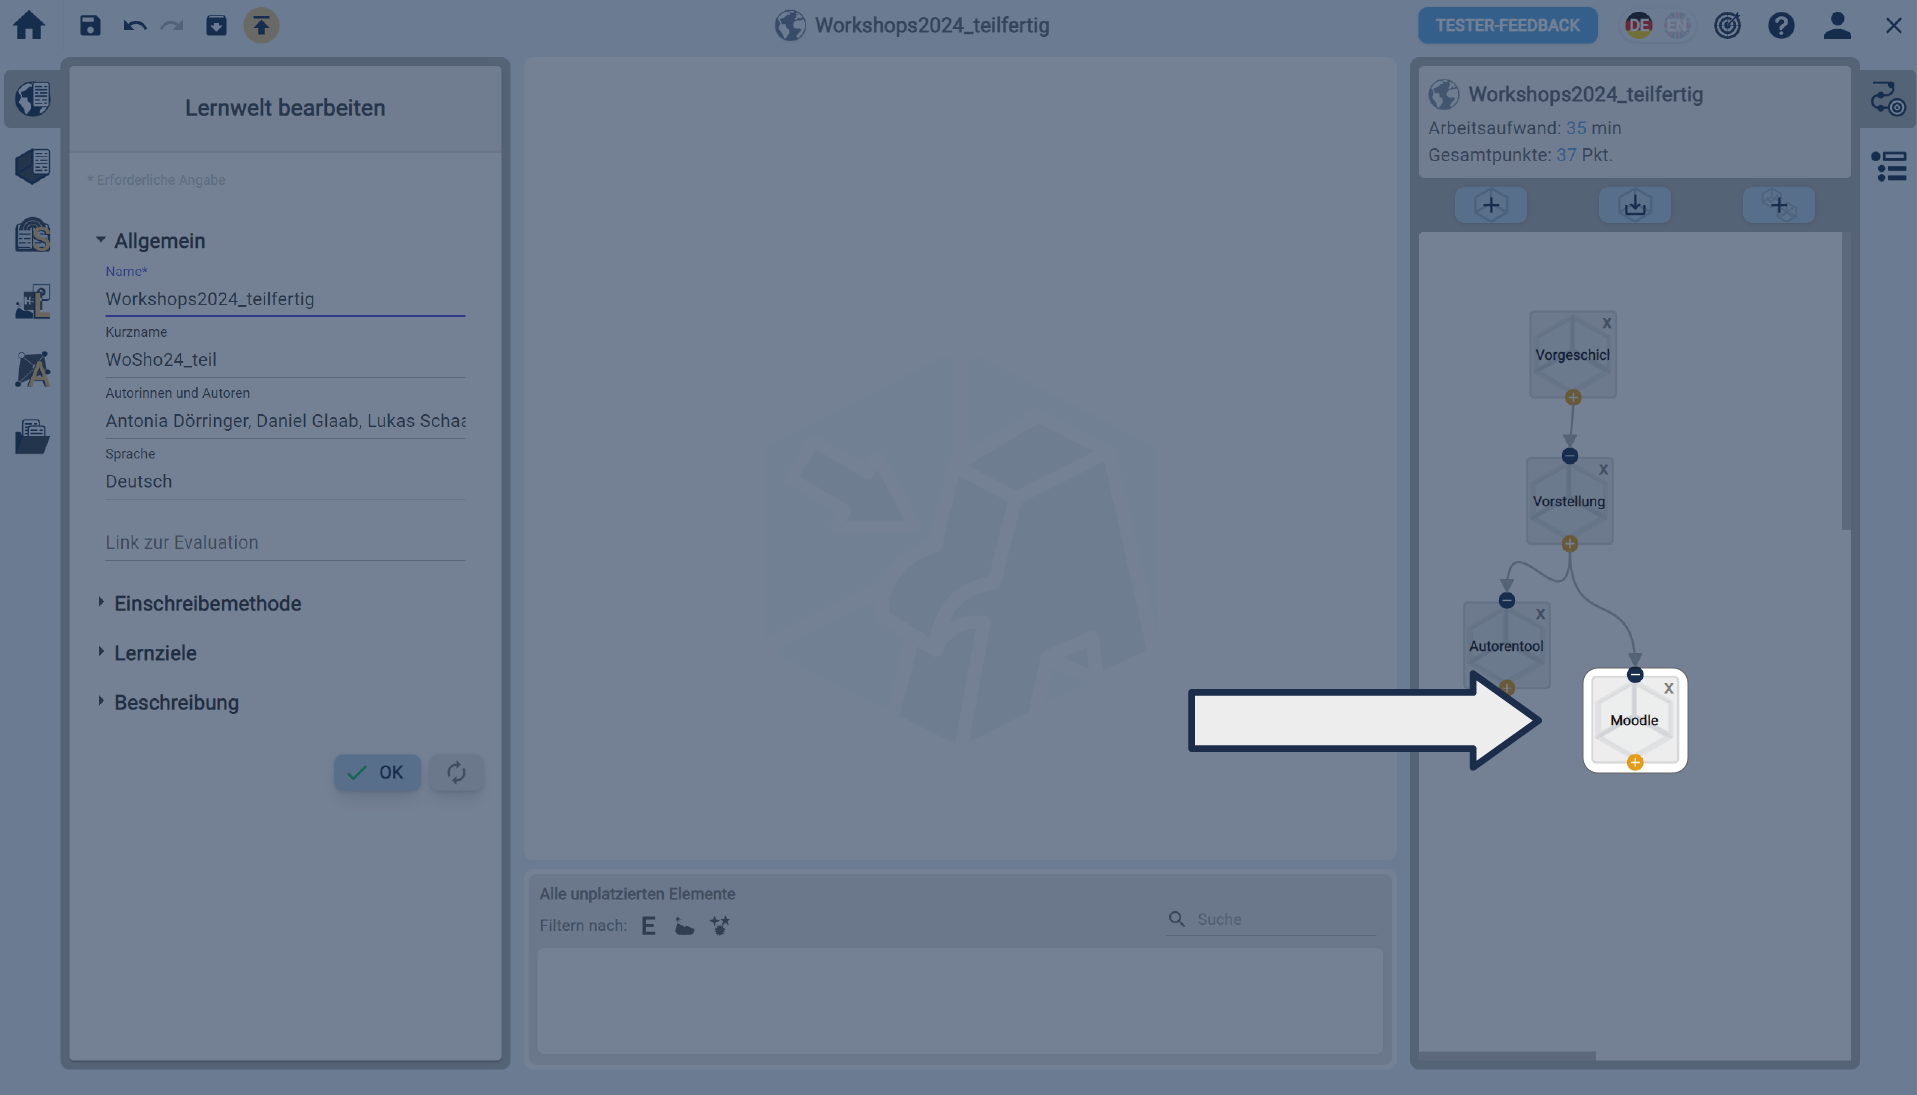 Workshops2024_teilfertig
TESTER-FEEDBACK
DE
EN
Lernwelt bearbeiten
* Erforderliche Angabe
Allgemein
Name*
Workshops2024_teilfertig
Kurzname
WoSho24_teil
Autorinnen und Autoren
Antonia Dörringer, Daniel Glaab, Lukas Schaa
Sprache
Deutsch
Link zur Evaluation
Einschreibemethode
Lernziele
Beschreibung
OK
S
L
A
Alle unplatzierten Elemente
Filtern nach: E
Suche
Workshops2024_teilfertig
Arbeitsaufwand: 35 min
Gesamtpunkte: 37 Pkt.
X
Vorgeschicl
X
Vorstellung
X
Autorentool
X
Moodle